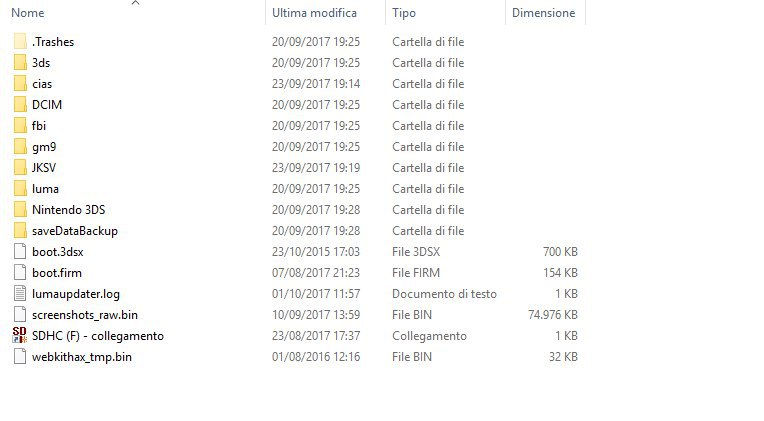 Nome Ultima modifica Tipo Dimensione
.Trashes 20/09/2017 19:25 Cartella di file
3ds 20/09/2017 19:25 Cartella di file
cias 23/09/2017 19:14 Cartella di file
DCIM 20/09/2017 19:25 Cartella di file
fbi 20/09/2017 19:25 Cartella di file
gm9 20/09/2017 19:25 Cartella di file
JKSV 23/09/2017 19:19 Cartella di file
luma 20/09/2017 19:25 Cartella di file
Nintendo 3DS 20/09/2017 19:28 Cartella di file
saveDataBackup 20/09/2017 19:28 Cartella di file
boot.3dsx 23/10/2015 17:03 File 3DSX 700 KB
boot.firm 07/08/2017 21:23 File FIRM 154 KB
lumaupdater.log 01/10/2017 11:57 Documento di testo 1 KB
screenshots_raw.bin 10/09/2017 13:59 File BIN 74.976 KB
SD SDHC (F) - collegamento 23/08/2017 17:37 Collegamento 1 KB
webkithax_tmp.bin 01/08/2016 12:16 File BIN 32 KB